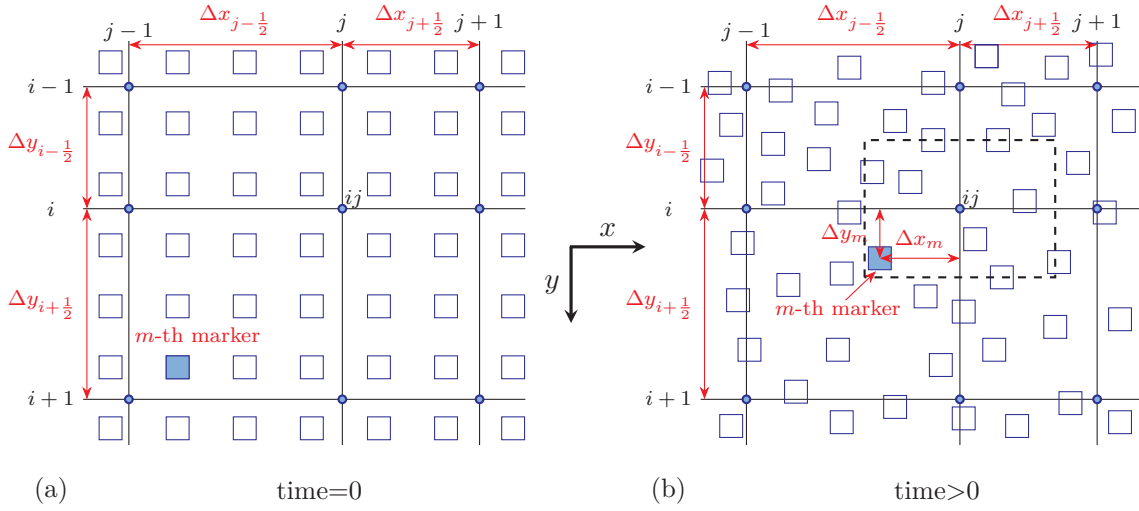 j − 1
Δx_{j−1/2}
j
Δx_{j+1/2}
j+1
i − 1
Δy_{i−1/2}
i
ij
Δy_{i+1/2}
m-th marker
i + 1
(a)
time=0
x
y
j − 1
Δx_{j−1/2}
j
Δx_{j+1/2}
j+1
i − 1
Δy_{i−1/2}
i
ij
Δy_m
Δx_m
Δy_{i+1/2}
m-th marker
i + 1
(b)
time>0